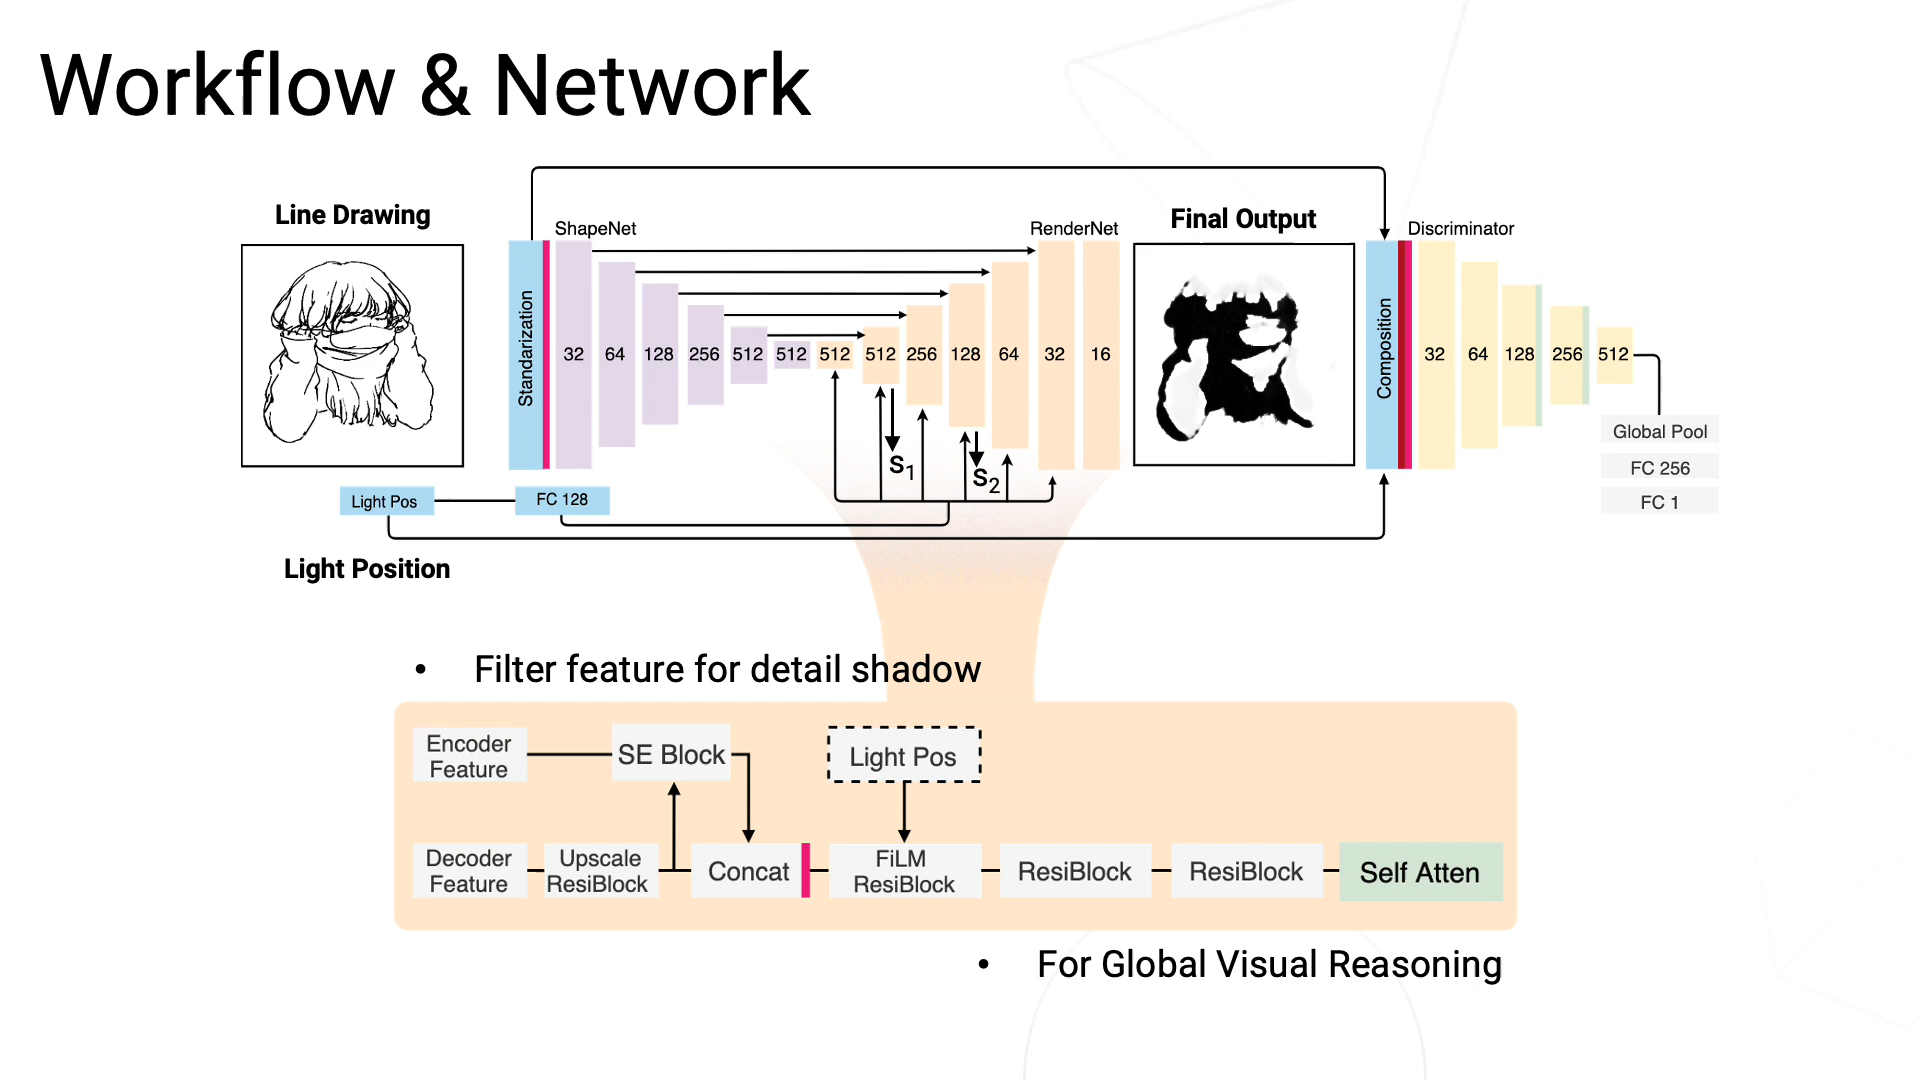 Workflow & Network
Line Drawing
ShapeNet
RenderNet
Final Output
Discriminator
Standarization
32
64
128
256
512
512
512
512
256
128
64
32
16
Composition
32
64
128
256
512
S1
S2
Global Pool
FC 256
FC 1
Light Pos
FC 128
Light Position
• Filter feature for detail shadow
Encoder
Feature
SE Block
Light Pos
Decoder
Feature
Upscale
ResiBlock
Concat
FiLM
ResiBlock
ResiBlock
ResiBlock
Self Atten
• For Global Visual Reasoning